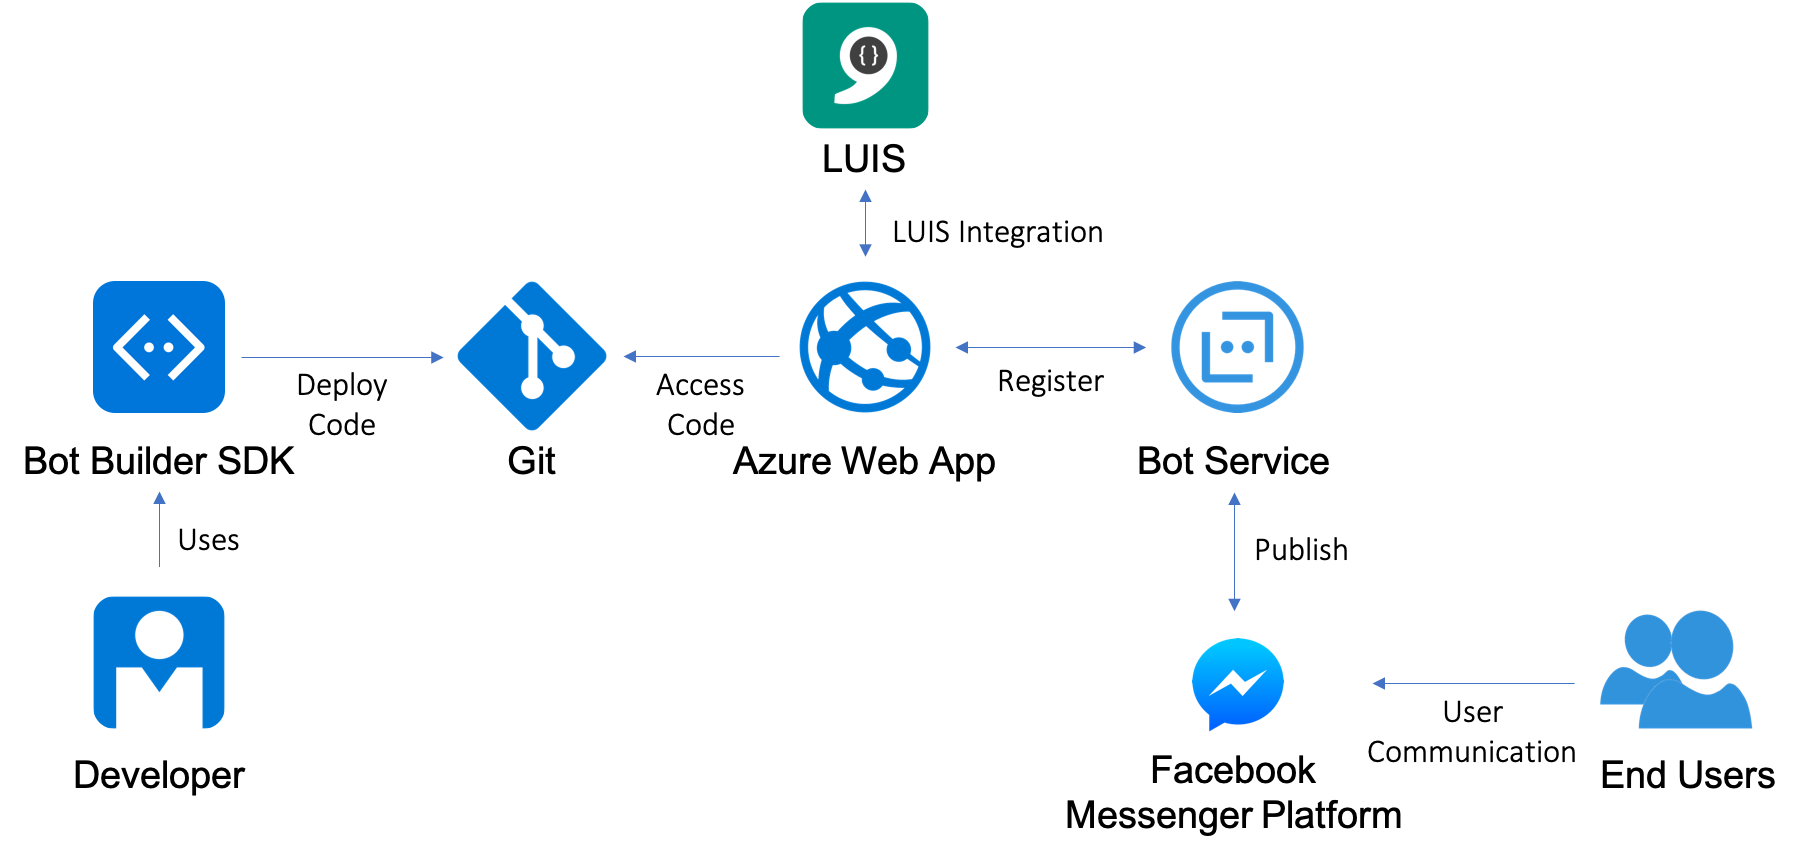 { }
LUIS
LUIS Integration
Deploy
Code
Access
Code
Register
Bot Builder SDK
Git
Azure Web App
Bot Service
Uses
Publish
Developer
User
Communication
Facebook
Messenger Platform
End Users